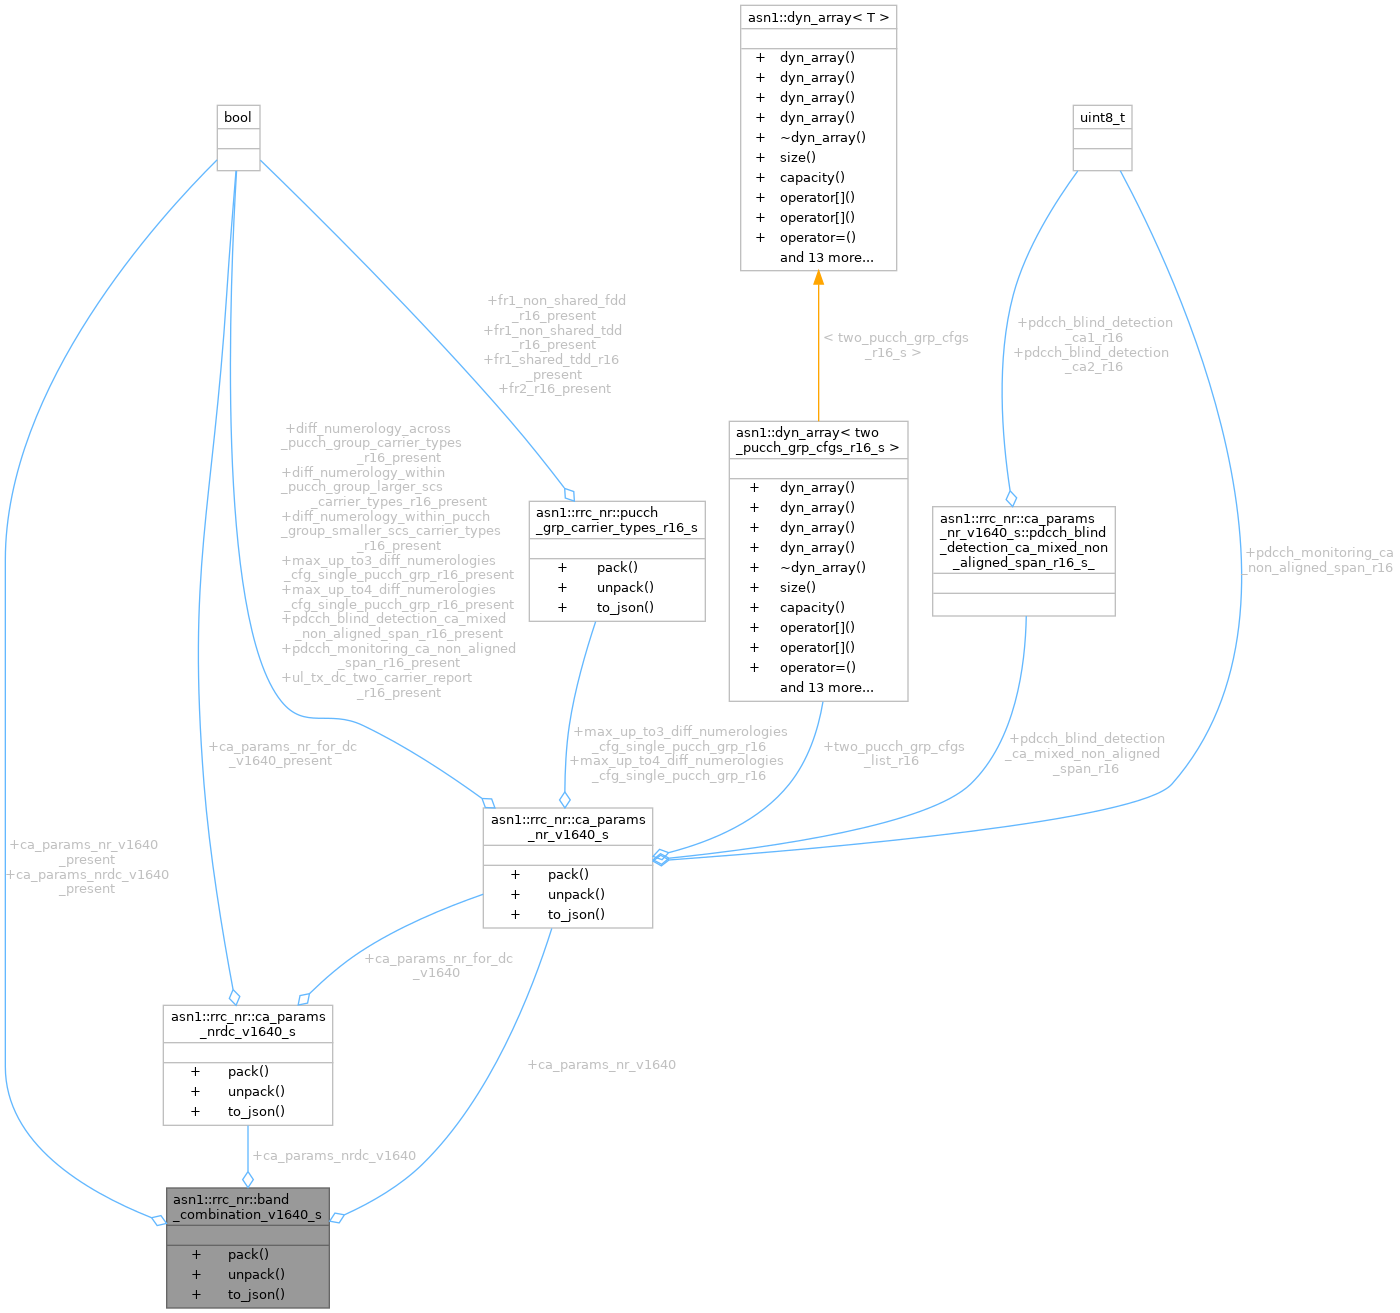 asn1::dyn_array< T >
+ dyn_array()
+ dyn_array()
+ dyn_array()
+ dyn_array()
+ ~dyn_array()
+ size()
+ capacity()
+ operator[]()
+ operator[]()
+ operator=()
and 13 more...
bool
uint8_t
+fr1_non_shared_fdd
_r16_present
+fr1_non_shared_tdd
_r16_present
+fr1_shared_tdd_r16
_present
+fr2_r16_present
< two_pucch_grp_cfgs
_r16_s >
+pdcch_blind_detection
_ca1_r16
+pdcch_blind_detection
_ca2_r16
+diff_numerology_across
_pucch_group_carrier_types
_r16_present
+diff_numerology_within
_pucch_group_larger_scs
_carrier_types_r16_present
+diff_numerology_within_pucch
_group_smaller_scs_carrier_types
_r16_present
+max_up_to3_diff_numerologies
_cfg_single_pucch_grp_r16_present
+max_up_to4_diff_numerologies
_cfg_single_pucch_grp_r16_present
+pdcch_blind_detection_ca_mixed
_non_aligned_span_r16_present
+pdcch_monitoring_ca_non_aligned
_span_r16_present
+ul_tx_dc_two_carrier_report
_r16_present
asn1::rrc_nr::pucch
_grp_carrier_types_r16_s
+ pack()
+ unpack()
+ to_json()
asn1::dyn_array< two
_pucch_grp_cfgs_r16_s >
+ dyn_array()
+ dyn_array()
+ dyn_array()
+ dyn_array()
+ ~dyn_array()
+ size()
+ capacity()
+ operator[]()
+ operator[]()
+ operator=()
and 13 more...
asn1::rrc_nr::ca_params
_nr_v1640_s::pdcch_blind
_detection_ca_mixed_non
_aligned_span_r16_s_
+pdcch_monitoring_ca
_non_aligned_span_r16
+ca_params_nr_for_dc
_v1640_present
+max_up_to3_diff_numerologies
_cfg_single_pucch_grp_r16
+max_up_to4_diff_numerologies
_cfg_single_pucch_grp_r16
+two_pucch_grp_cfgs
_list_r16
+pdcch_blind_detection
_ca_mixed_non_aligned
_span_r16
+ca_params_nr_v1640
_present
+ca_params_nrdc_v1640
_present
asn1::rrc_nr::ca_params
_nr_v1640_s
+ pack()
+ unpack()
+ to_json()
+ca_params_nr_for_dc
_v1640
asn1::rrc_nr::ca_params
_nrdc_v1640_s
+ pack()
+ unpack()
+ to_json()
+ca_params_nr_v1640
+ca_params_nrdc_v1640
asn1::rrc_nr::band
_combination_v1640_s
+ pack()
+ unpack()
+ to_json()